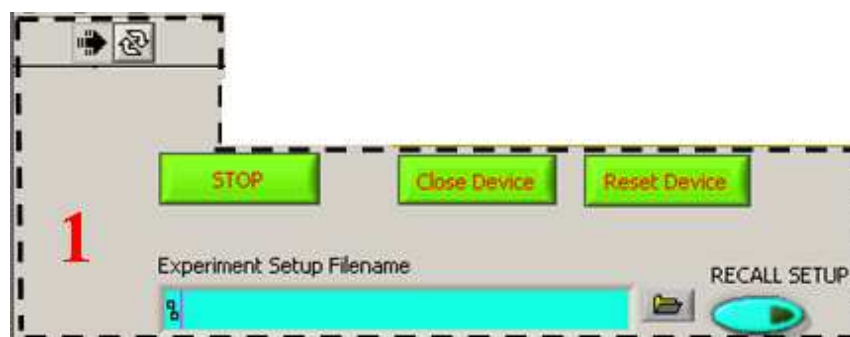 STOP Close Device Reset Device
1
Experiment Setup Filename
RECALL SETUP